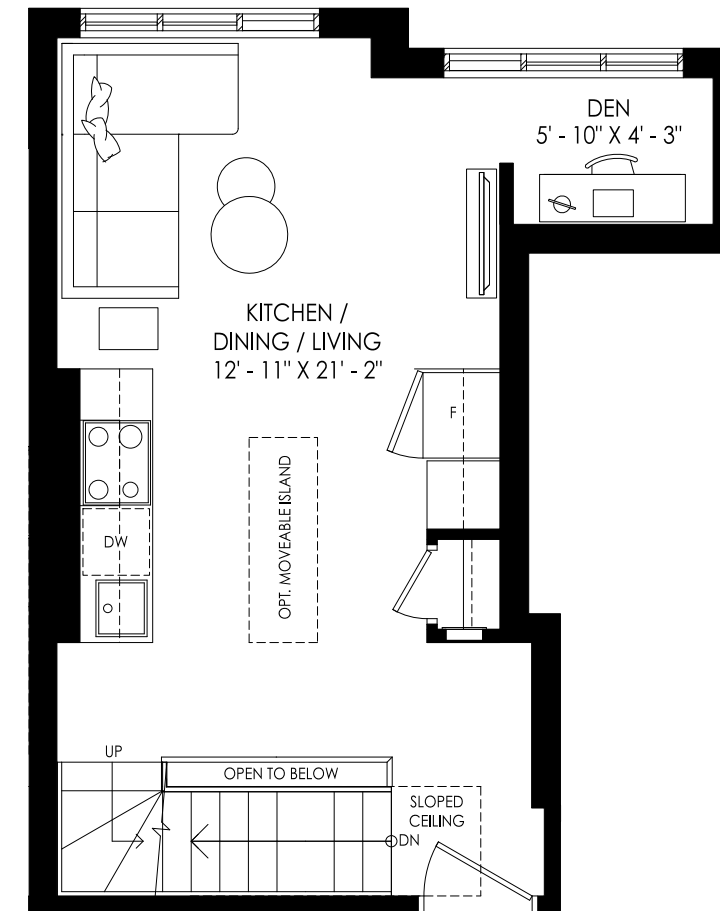 DEN
5' - 10" X 4' - 3"
KITCHEN /
DINING / LIVING
12' - 11" X 21' - 2"
F
OPT. MOVEABLE ISLAND
DW
UP
OPEN TO BELOW
SLOPED
CEILING
DN